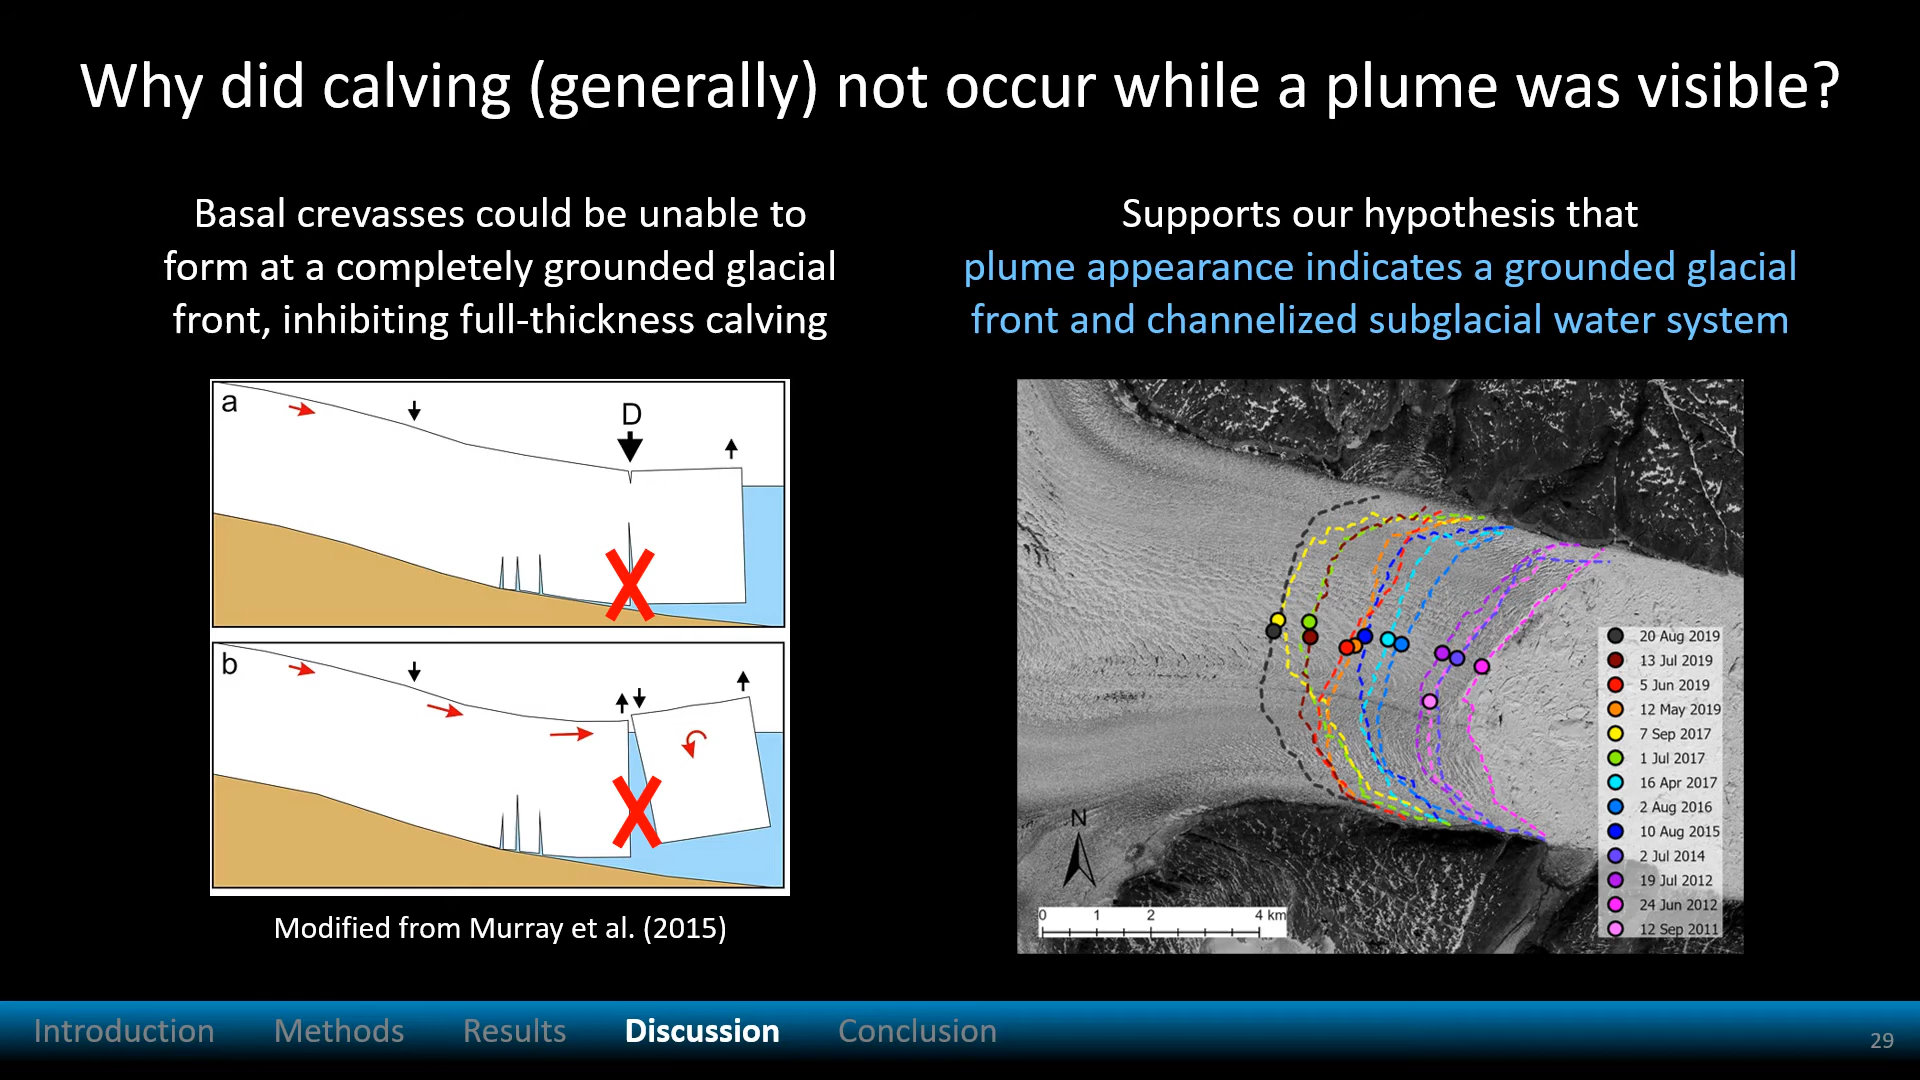 Why did calving (generally) not occur while a plume was visible?
Basal crevasses could be unable to
form at a completely grounded glacial
front, inhibiting full-thickness calving
a
D
b
Modified from Murray et al. (2015)
Supports our hypothesis that
plume appearance indicates a grounded glacial
front and channelized subglacial water system
20 Aug 2019
13 Jul 2019
5 Jun 2019
12 May 2019
7 Sep 2017
1 Jul 2017
16 Apr 2017
2 Aug 2016
10 Aug 2015
2 Jul 2014
19 Jul 2012
24 Jun 2012
12 Sep 2011
N
0 1 2 4 km
Introduction Methods Results Discussion Conclusion
29